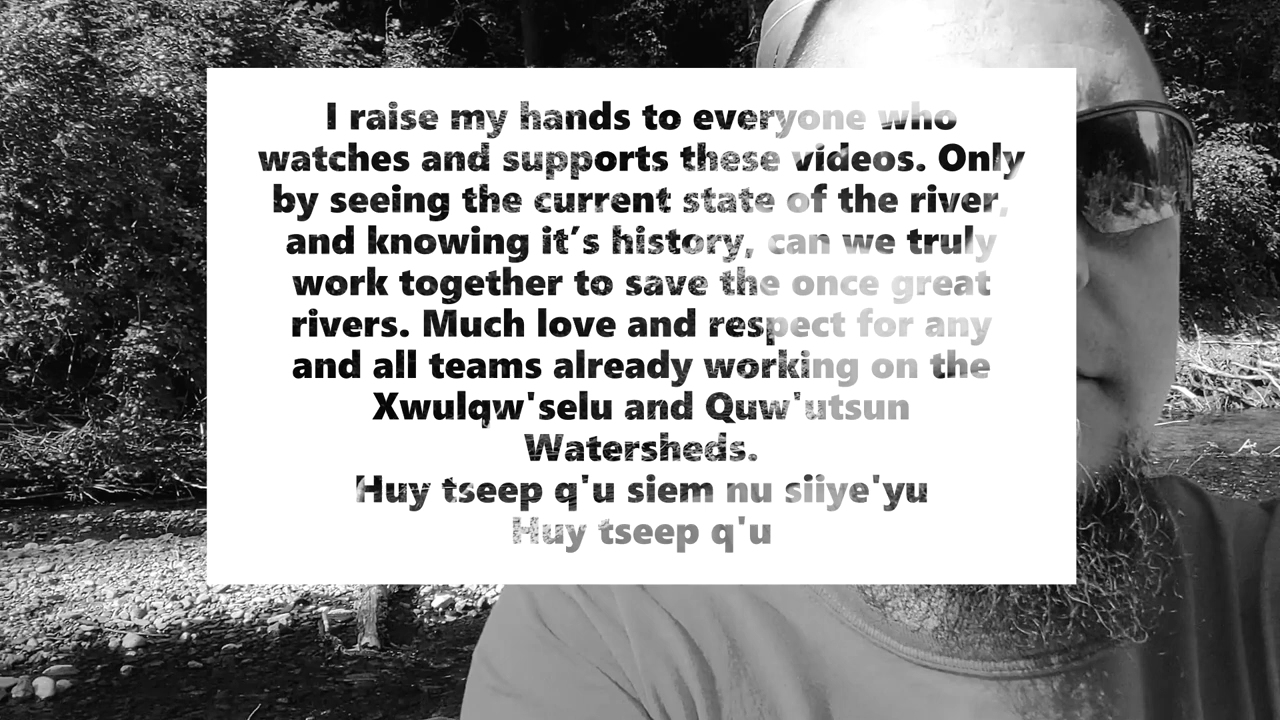 I raise my hands to everyone who
watches and supports these videos. Only
by seeing the current state of the river,
and knowing it’s history, can we truly
work together to save the once great
rivers. Much love and respect for any
and all teams already working on the
Xwulqw'selu and Quw'utsun
Watersheds.
Huy tseep q'u siem nu siiye'yu
Huy tseep q'u